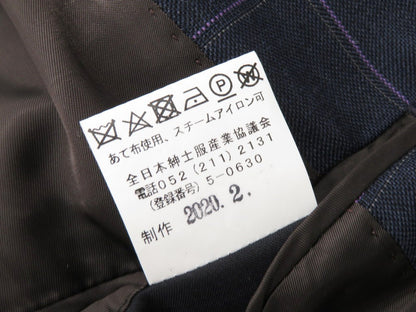 あて布使用、スチームアイロン可
全日本紳士服産業協議会
電話052(211)2131
(登録番号)5-0630
制作 2020.2.